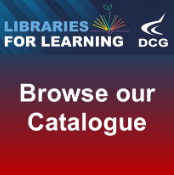 LIBRARIES
FOR LEARNING
DCG
Browse our
Catalogue